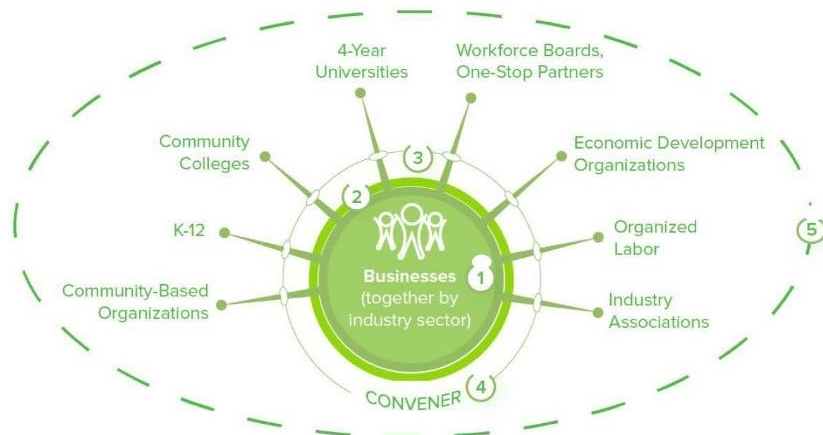 4-Year
Universities
Workforce Boards,
One-Stop Partners
Community
Colleges
3
Economic Development
Organizations
2
K-12
Organized
Labor
5
Businesses
(together by
industry sector)
1
Community-Based
Organizations
Industry
Associations
CONVENER
4